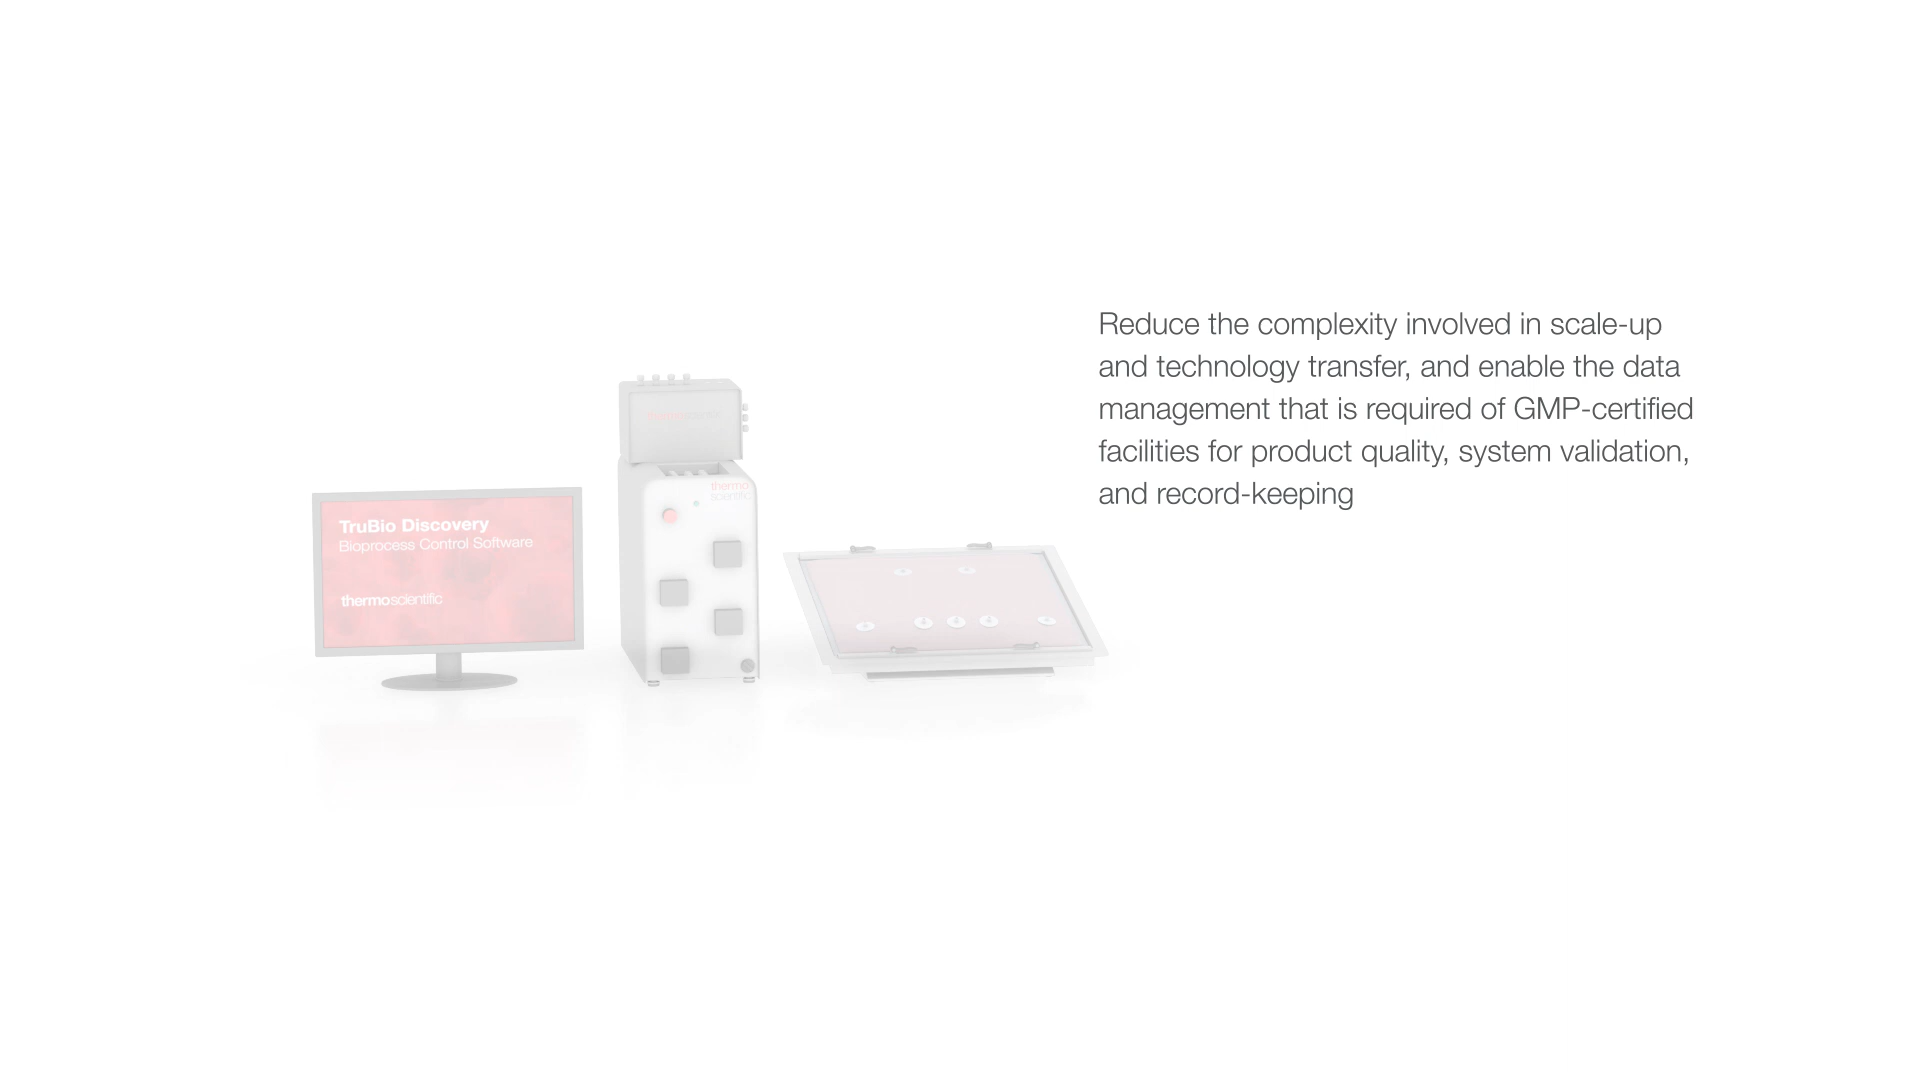 Reduce the complexity involved in scale-up
and technology transfer, and enable the data
management that is required of GMP-certified
facilities for product quality, system validation,
and record-keeping
TruBio Discovery
Bioprocess Control Software
thermoscientific
thermoscientific
thermo
scientific